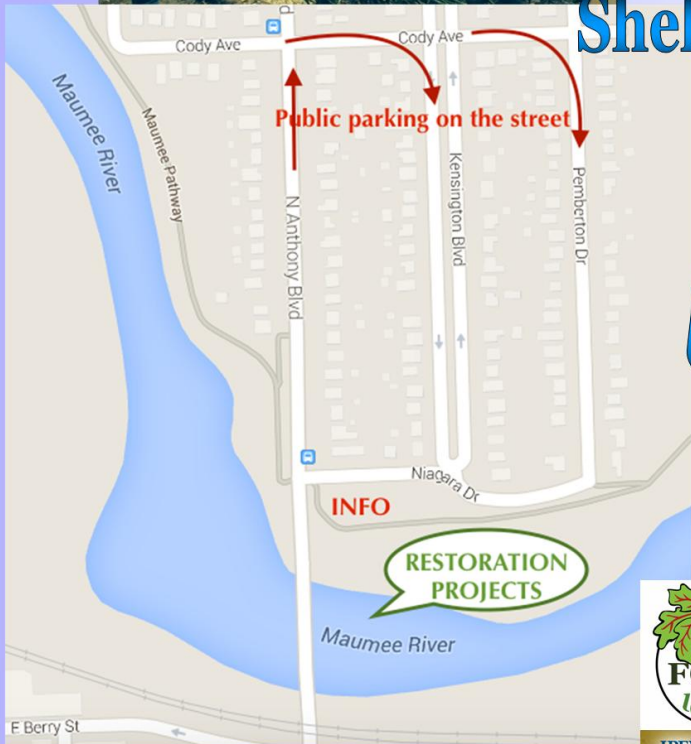 Shel
Cody Ave
Cody Ave
Maumee River
Maumee Pathway
Public parking on the street
N Anthony Blvd
Kensington Blvd
Pemberton Dr
Niagara Dr
INFO
RESTORATION
PROJECTS
Maumee River
E Berry St